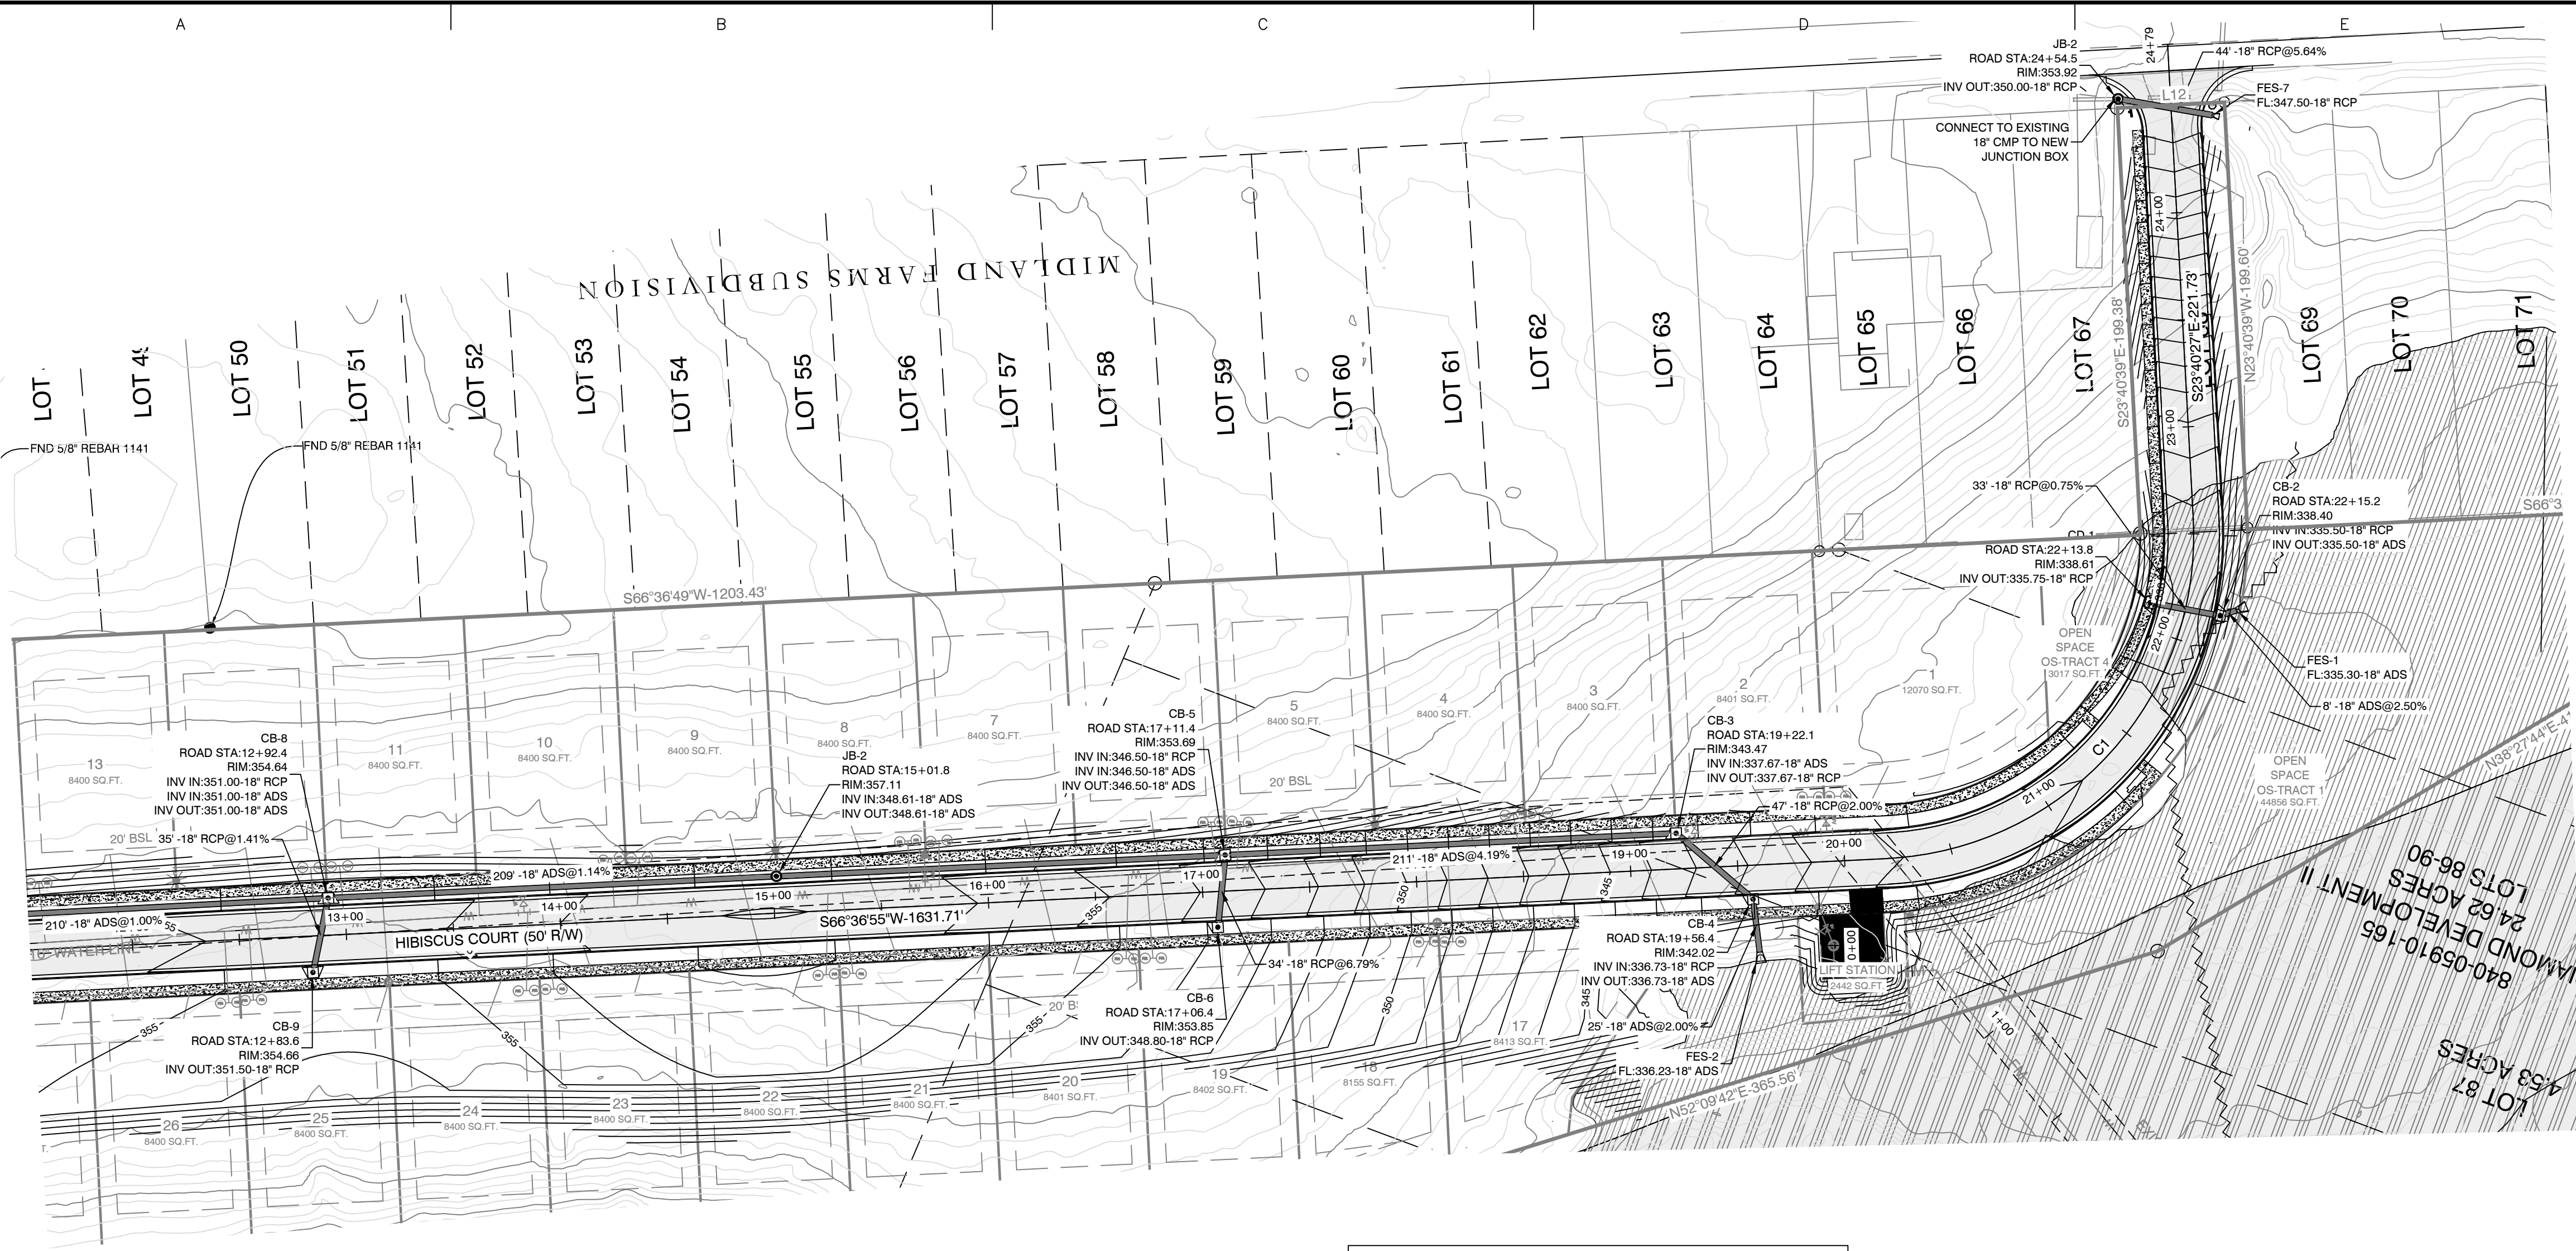 A
B
C
D
E
JB-2
ROAD STA:24+54.5
RIM:353.92
INV OUT:350.00-18" RCP
24+79
44' -18" RCP@5.64%
L12
FES-7
FL:347.50-18" RCP
CONNECT TO EXISTING
18" CMP TO NEW
JUNCTION BOX
MIDLAND FARMS SUBDIVISION
LOT 50
LOT 51
LOT 52
LOT 53
LOT 54
LOT 55
LOT 56
LOT 57
LOT 58
LOT 59
LOT 60
LOT 61
LOT 62
LOT 63
LOT 64
LOT 65
LOT 66
LOT 67
LOT 69
LOT 70
LOT 71
24+00
23+00
22+00
S23°40'39"E-199.38'
S23°40'27"E-221.73'
N23°40'39"W-199.60'
FND 5/8" REBAR 1141
FND 5/8" REBAR 1141
33' -18" RCP@0.75%
CB-2
ROAD STA:22+15.2
RIM:338.40
INV IN:335.50-18" RCP
INV OUT:335.50-18" ADS
S66°3
ROAD STA:22+13.8
RIM:338.61
INV OUT:335.75-18" RCP
S66°36'49"W-1203.43'
OPEN
SPACE
OS-TRACT 4
3017 SQ.FT.
FES-1
FL:335.30-18" ADS
8' -18" ADS@2.50%
13
8400 SQ.FT.
11
8400 SQ.FT.
10
8400 SQ.FT.
9
8400 SQ.FT.
8
8400 SQ.FT.
7
8400 SQ.FT.
5
8400 SQ.FT.
4
8400 SQ.FT.
3
8400 SQ.FT.
2
8401 SQ.FT.
1
12070 SQ.FT.
CB-8
ROAD STA:12+92.4
RIM:354.64
INV IN:351.00-18" RCP
INV IN:351.00-18" ADS
INV OUT:351.00-18" ADS
JB-2
ROAD STA:15+01.8
RIM:357.11
INV IN:348.61-18" ADS
INV OUT:348.61-18" ADS
CB-5
ROAD STA:17+11.4
RIM:353.69
INV IN:346.50-18" RCP
INV IN:346.50-18" ADS
INV OUT:346.50-18" ADS
CB-3
ROAD STA:19+22.1
RIM:343.47
INV IN:337.67-18" ADS
INV OUT:337.67-18" RCP
20' BSL
47' -18" RCP@2.00%
C1
21+00
OPEN
SPACE
OS-TRACT 1
44856 SQ.FT.
N38°27'44"E-4
20' BSL
35' -18" RCP@1.41%
209' -18" ADS@1.14%
211' -18" ADS@4.19%
210' -18" ADS@1.00%
13+00
14+00
15+00
16+00
17+00
19+00
20+00
355
350
345
WATER LINE
HIBISCUS COURT (50' R/W)
S66°36'55"W-1631.71'
34' -18" RCP@6.79%
CB-4
ROAD STA:19+56.4
RIM:342.02
INV IN:336.73-18" RCP
INV OUT:336.73-18" ADS
0+00
LIFT STATION
2442 SQ.FT.
1+00
CB-6
ROAD STA:17+06.4
RIM:353.85
INV OUT:348.80-18" RCP
CB-9
ROAD STA:12+83.6
RIM:354.66
INV OUT:351.50-18" RCP
355
355
355
350
345
25' -18" ADS@2.00%
FES-2
FL:336.23-18" ADS
N52°09'42"E-365.56'
17
8413 SQ.FT.
18
8155 SQ.FT.
19
8402 SQ.FT.
20
8401 SQ.FT.
21
8400 SQ.FT.
22
8400 SQ.FT.
23
8400 SQ.FT.
24
8400 SQ.FT.
25
8400 SQ.FT.
26
8400 SQ.FT.
840-05910-165
AMOND DEVELOPMENT II
24.62 ACRES
LOTS 86-90
LOT 87
4.53 ACRES